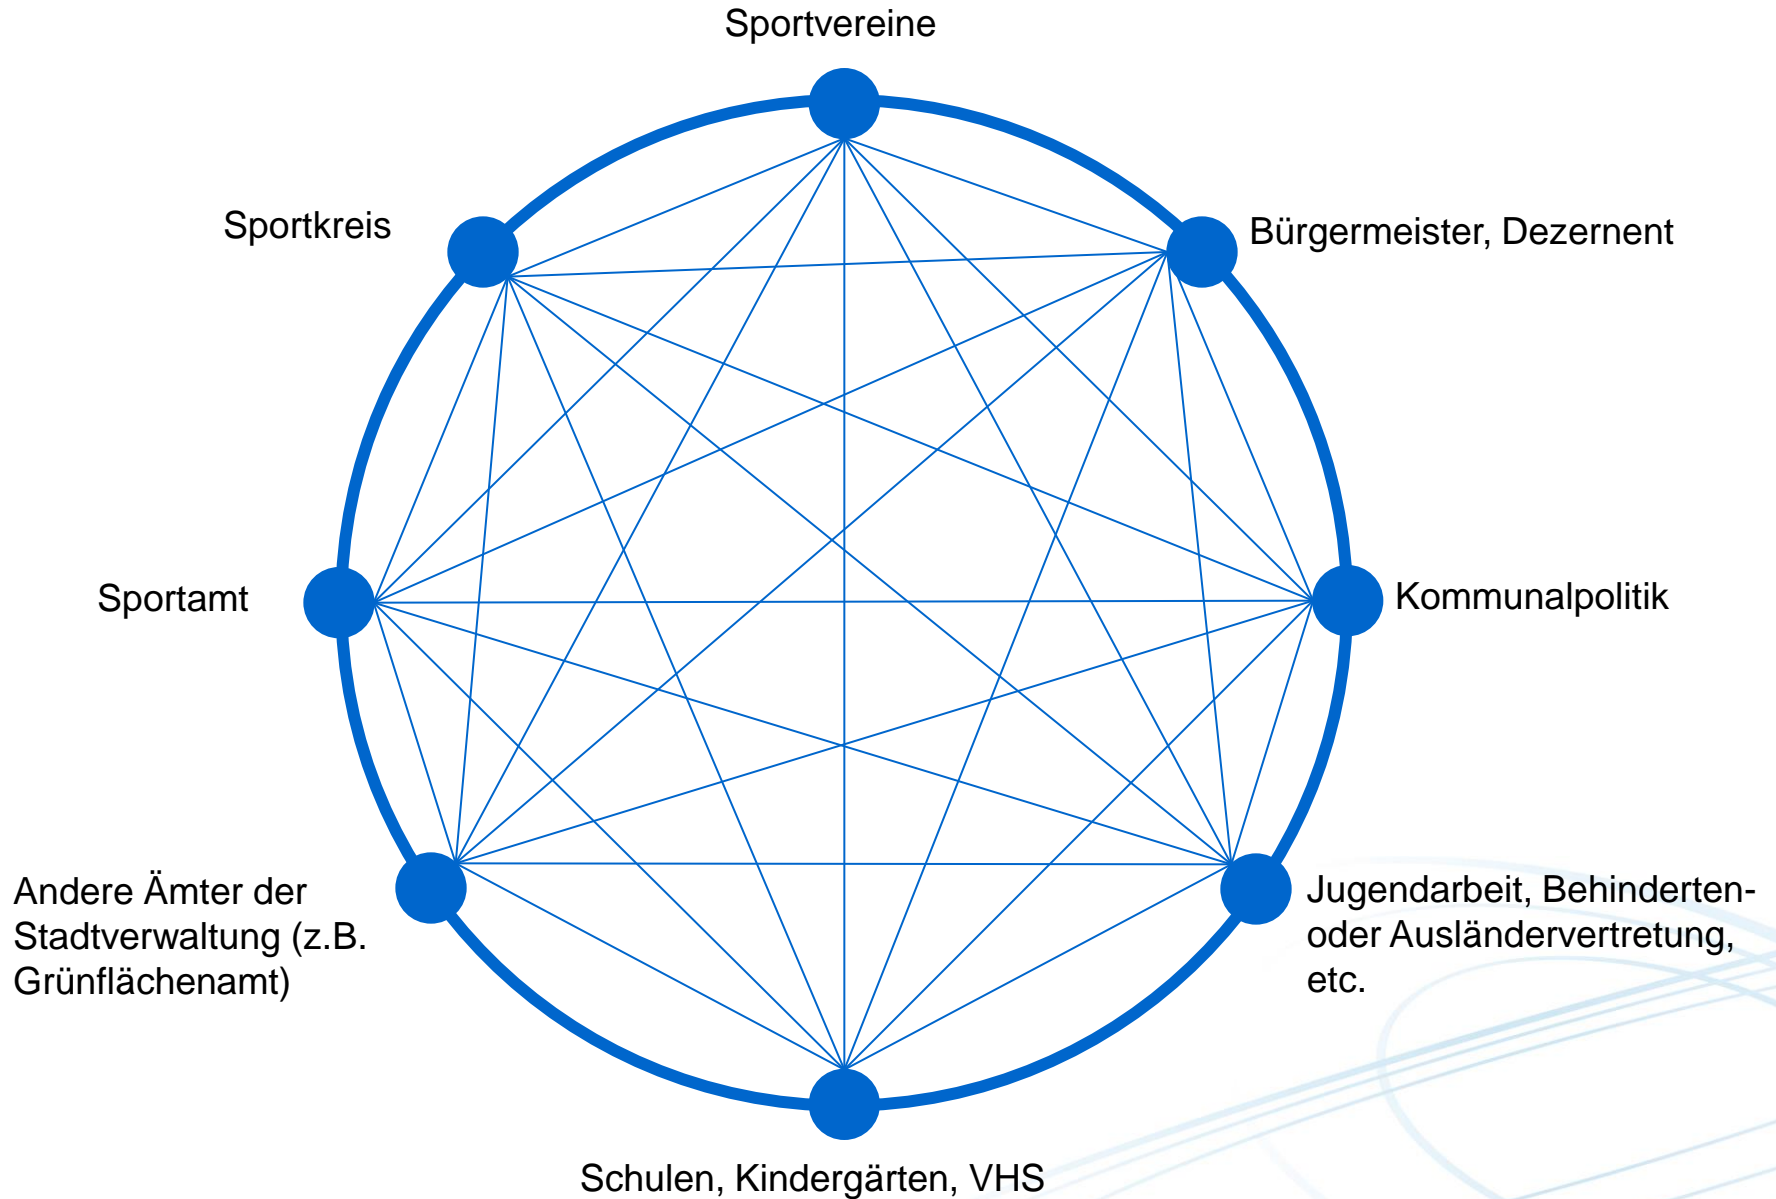 Sportvereine
Sportkreis
Bürgermeister, Dezernent
Sportamt
Kommunalpolitik
Andere Ämter der
Stadtverwaltung (z.B.
Grünflächenamt)
Jugendarbeit, Behinderten-
oder Ausländervertretung,
etc.
Schulen, Kindergärten, VHS